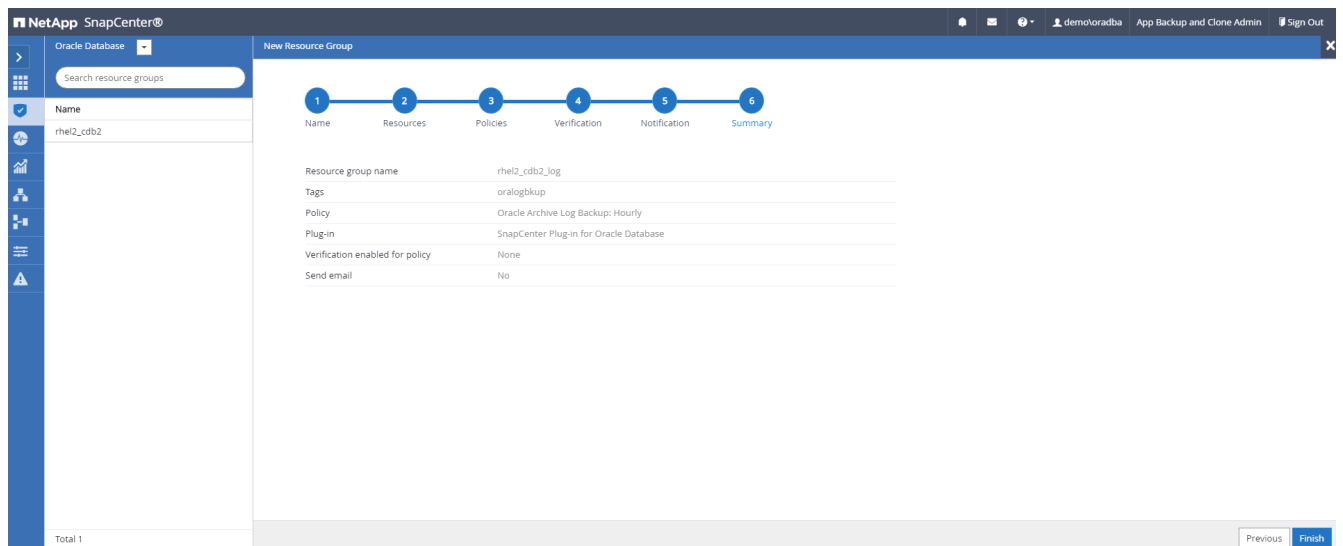 NetApp SnapCenter®
demo\oradba App Backup and Clone Admin Sign Out
Oracle Database
Search resource groups
Name
rhel2_cdb2
Total 1
New Resource Group
1 2 3 4 5 6
Name Resources Policies Verification Notification Summary
Resource group name rhel2_cdb2_log
Tags oralogbkup
Policy Oracle Archive Log Backup: Hourly
Plug-in SnapCenter Plug-in for Oracle Database
Verification enabled for policy None
Send email No
Previous Finish